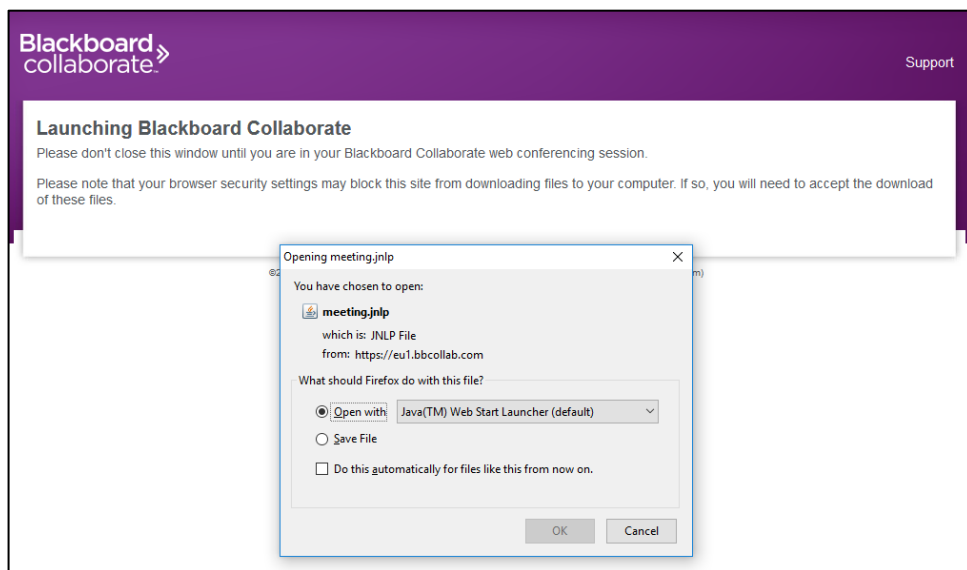 Blackboard
collaborate™
Support
Launching Blackboard Collaborate
Please don't close this window until you are in your Blackboard Collaborate web conferencing session.
Please note that your browser security settings may block this site from downloading files to your computer. If so, you will need to accept the download
of these files.
Opening meeting.jnlp
©2
m)
You have chosen to open:
meeting.jnlp
which is: JNLP File
from: https://eu1.bbcollab.com
What should Firefox do with this file?
Open with Java(TM) Web Start Launcher (default)
Save File
Do this automatically for files like this from now on.
OK Cancel